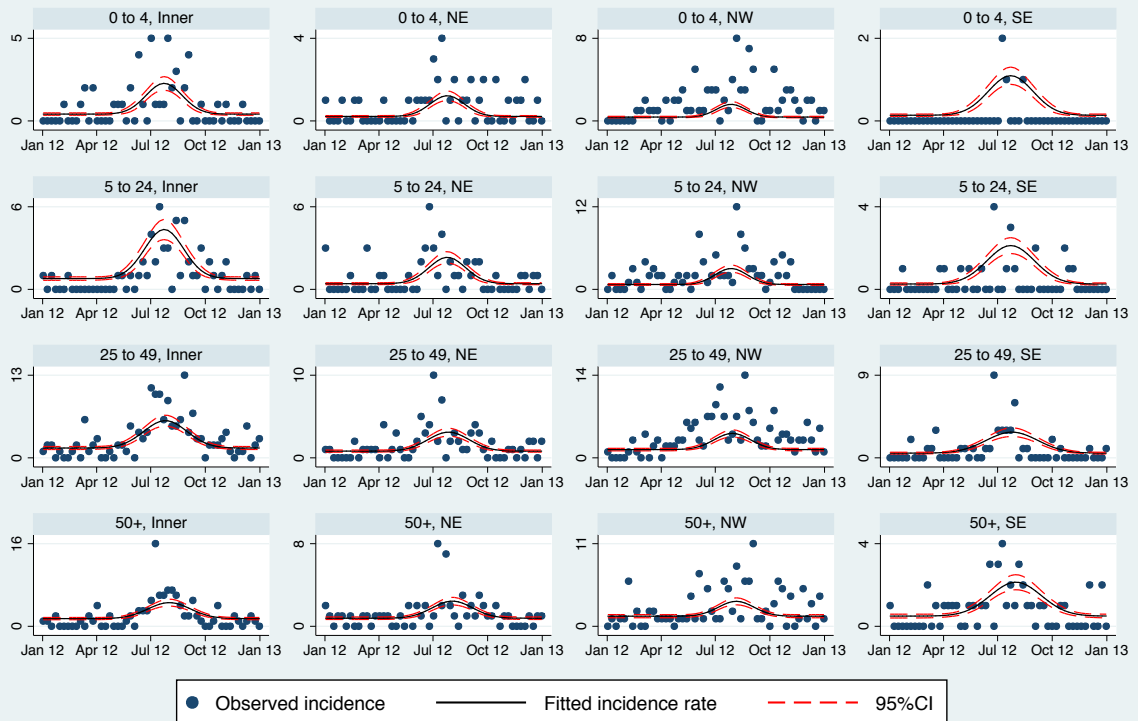 0 to 4, Inner
0 to 4, NE
0 to 4, NW
0 to 4, SE
5
0
4
0
8
0
2
0
Jan 12 Apr 12 Jul 12 Oct 12 Jan 13
Jan 12 Apr 12 Jul 12 Oct 12 Jan 13
Jan 12 Apr 12 Jul 12 Oct 12 Jan 13
Jan 12 Apr 12 Jul 12 Oct 12 Jan 13
5 to 24, Inner
5 to 24, NE
5 to 24, NW
5 to 24, SE
6
0
6
0
12
0
4
0
Jan 12 Apr 12 Jul 12 Oct 12 Jan 13
Jan 12 Apr 12 Jul 12 Oct 12 Jan 13
Jan 12 Apr 12 Jul 12 Oct 12 Jan 13
Jan 12 Apr 12 Jul 12 Oct 12 Jan 13
25 to 49, Inner
25 to 49, NE
25 to 49, NW
25 to 49, SE
13
0
10
0
14
0
9
0
Jan 12 Apr 12 Jul 12 Oct 12 Jan 13
Jan 12 Apr 12 Jul 12 Oct 12 Jan 13
Jan 12 Apr 12 Jul 12 Oct 12 Jan 13
Jan 12 Apr 12 Jul 12 Oct 12 Jan 13
50+, Inner
50+, NE
50+, NW
50+, SE
16
0
8
0
11
0
4
0
Jan 12 Apr 12 Jul 12 Oct 12 Jan 13
Jan 12 Apr 12 Jul 12 Oct 12 Jan 13
Jan 12 Apr 12 Jul 12 Oct 12 Jan 13
Jan 12 Apr 12 Jul 12 Oct 12 Jan 13
Observed incidence Fitted incidence rate 95%CI